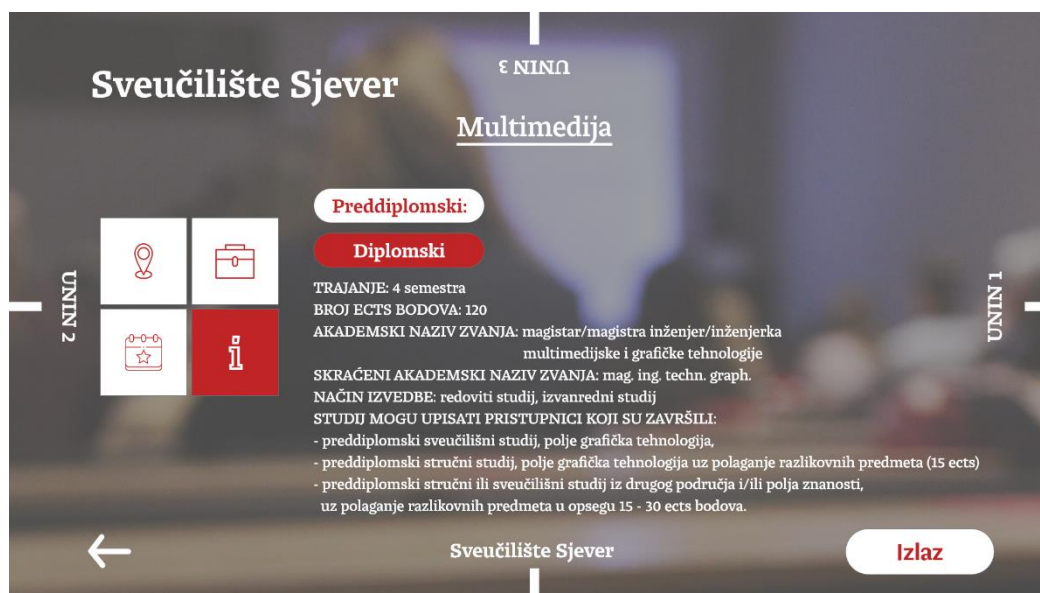 Sveučilište Sjever
UNIN 3
Multimedija
Preddiplomski:
Diplomski
UNIN 2
UNIN 1
TRAJANJE: 4 semestra
BROJ ECTS BODOVA: 120
AKADEMSKI NAZIV ZVANJA: magistar/magistra inženjer/inženjerka
multimedijske i grafičke tehnologije
SKRAĆENI AKADEMSKI NAZIV ZVANJA: mag. ing. techn. graph.
NAČIN IZVEDBE: redoviti studij, izvanredni studij
STUDIJ MOGU UPISATI PRISTUPNICI KOJI SU ZAVRŠILI:
- preddiplomski sveučilišni studij, polje grafička tehnologija,
- preddiplomski stručni studij, polje grafička tehnologija uz polaganje razlikovnih predmeta (15 ects)
- preddiplomski stručni ili sveučilišni studij iz drugog područja i/ili polja znanosti,
uz polaganje razlikovnih predmeta u opsegu 15 - 30 ects bodova.
Sveučilište Sjever
Izlaz